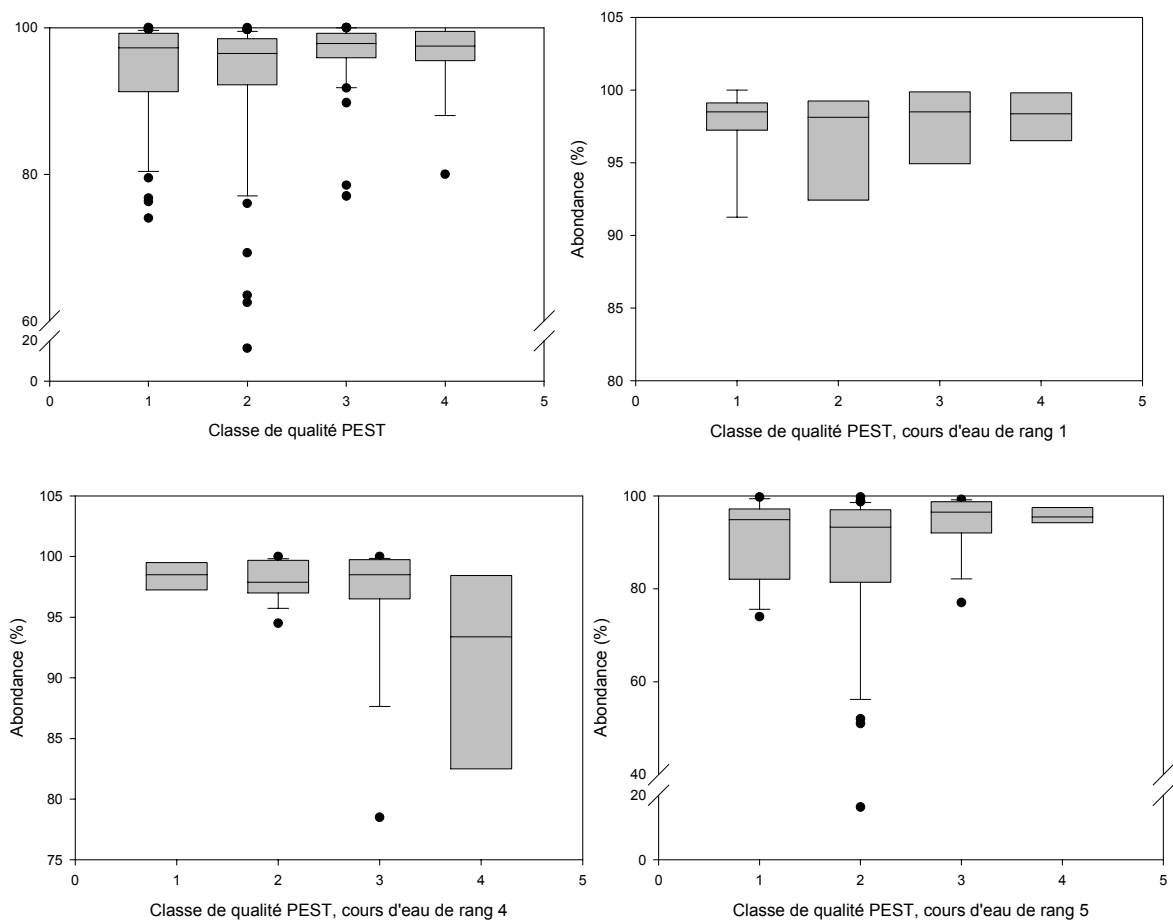 100
80
60
20
0
0 1 2 3 4 5
Classe de qualité PEST
Abondance (%)
105
100
95
90
85
80
0 1 2 3 4 5
Classe de qualité PEST, cours d'eau de rang 1
Abondance (%)
105
100
95
90
85
80
75
0 1 2 3 4 5
Classe de qualité PEST, cours d'eau de rang 4
Abondance (%)
100
80
60
40
20
0
0 1 2 3 4 5
Classe de qualité PEST, cours d'eau de rang 5